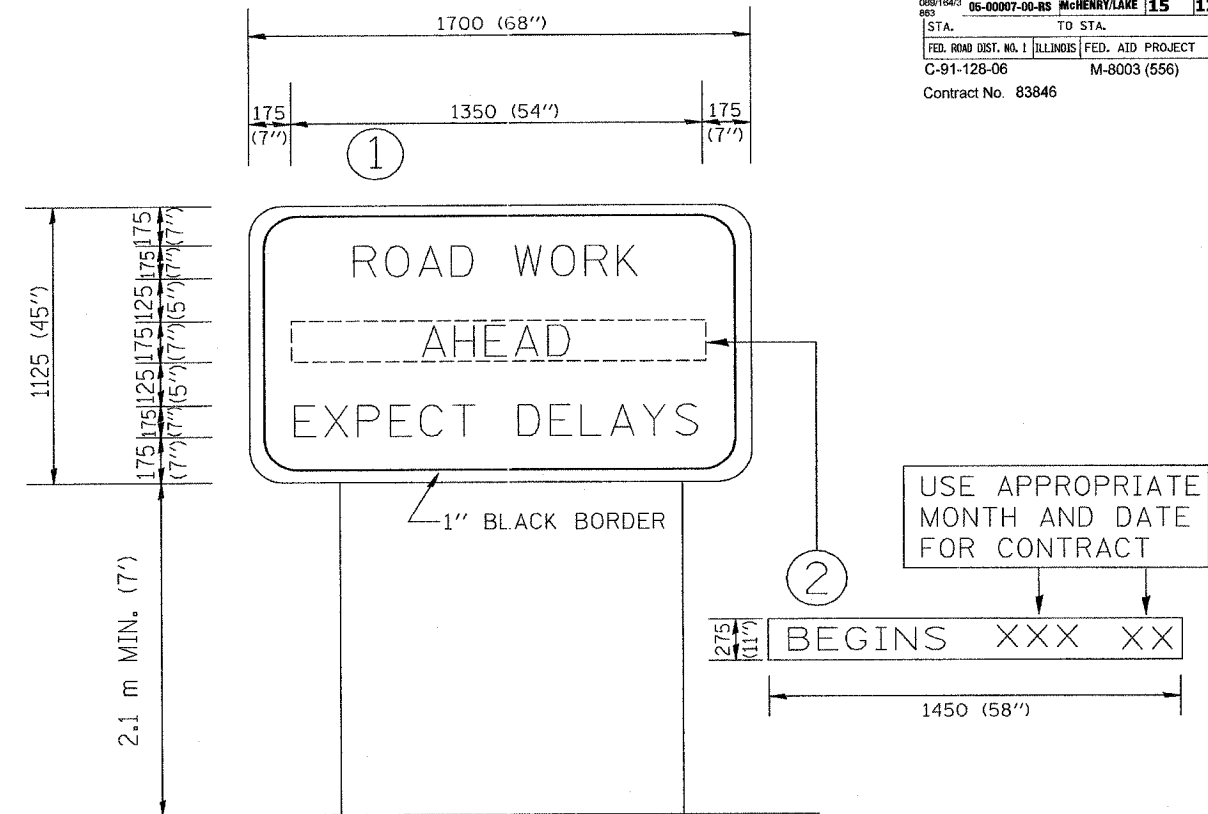 089/164/3
863
06-00007-00-RS McHENRY/LAKE 15
STA. TO STA.
FED. ROAD DIST. NO. 1 ILLINOIS FED. AID PROJECT
C-91-128-06 M-8003 (556)
Contract No. 83846
1700 (68")
175 (7")
1350 (54")
175 (7")
1
1125 (45")
175 (7")
175 (7")
125 (5")
175 (7")
125 (5")
175 (7")
175 (7")
ROAD WORK
AHEAD
EXPECT DELAYS
1" BLACK BORDER
2.1 m MIN. (7')
2
USE APPROPRIATE
MONTH AND DATE
FOR CONTRACT
275 (11")
BEGINS XXX XX
1450 (58")